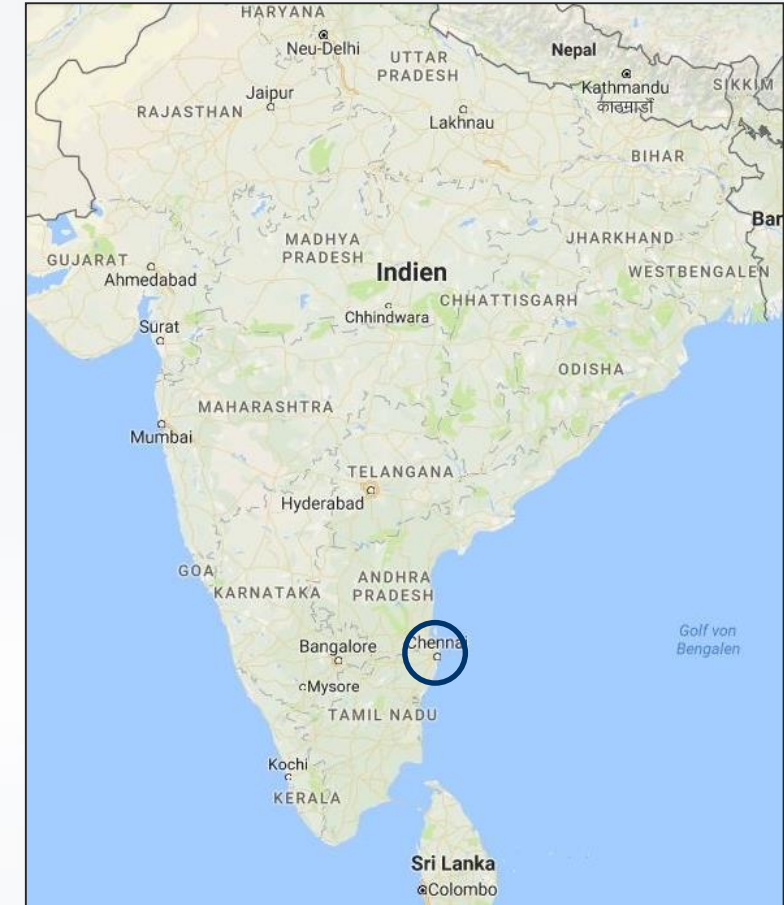 HARYANA
Neu-Delhi
UTTAR
PRADESH
Nepal
Kathmandu
काठमाडौं
SIKKIM
Jaipur
RAJASTHAN
Lakhnau
BIHAR
Bar
GUJARAT
Ahmedabad
MADHYA
PRADESH
Indien
JHARKHAND
WESTBENGALEN
CHHATTISGARH
Chhindwara
Surat
ODISHA
MAHARASHTRA
Mumbai
TELANGANA
Hyderabad
GOA
KARNATAKA
ANDHRA
PRADESH
Golf von
Bengalen
Bangalore
Chennai
Mysore
TAMIL NADU
Kochi
KERALA
Sri Lanka
Colombo